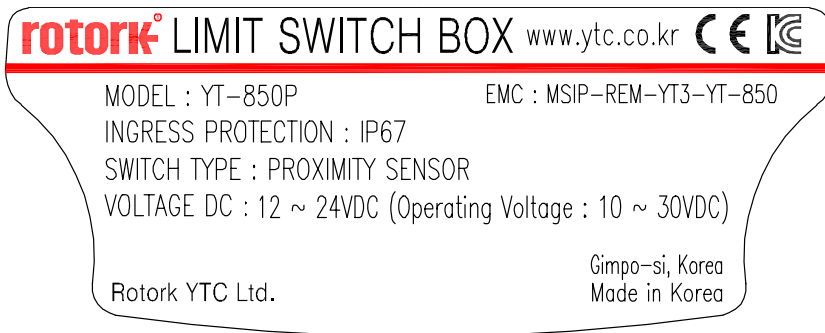 rotork LIMIT SWITCH BOX www.ytc.co.kr CE
MODEL : YT-850P EMC : MSIP-REM-YT3-YT-850
INGRESS PROTECTION : IP67
SWITCH TYPE : PROXIMITY SENSOR
VOLTAGE DC : 12 ~ 24VDC (Operating Voltage : 10 ~ 30VDC)
Gimpo-si, Korea
Rotork YTC Ltd. Made in Korea